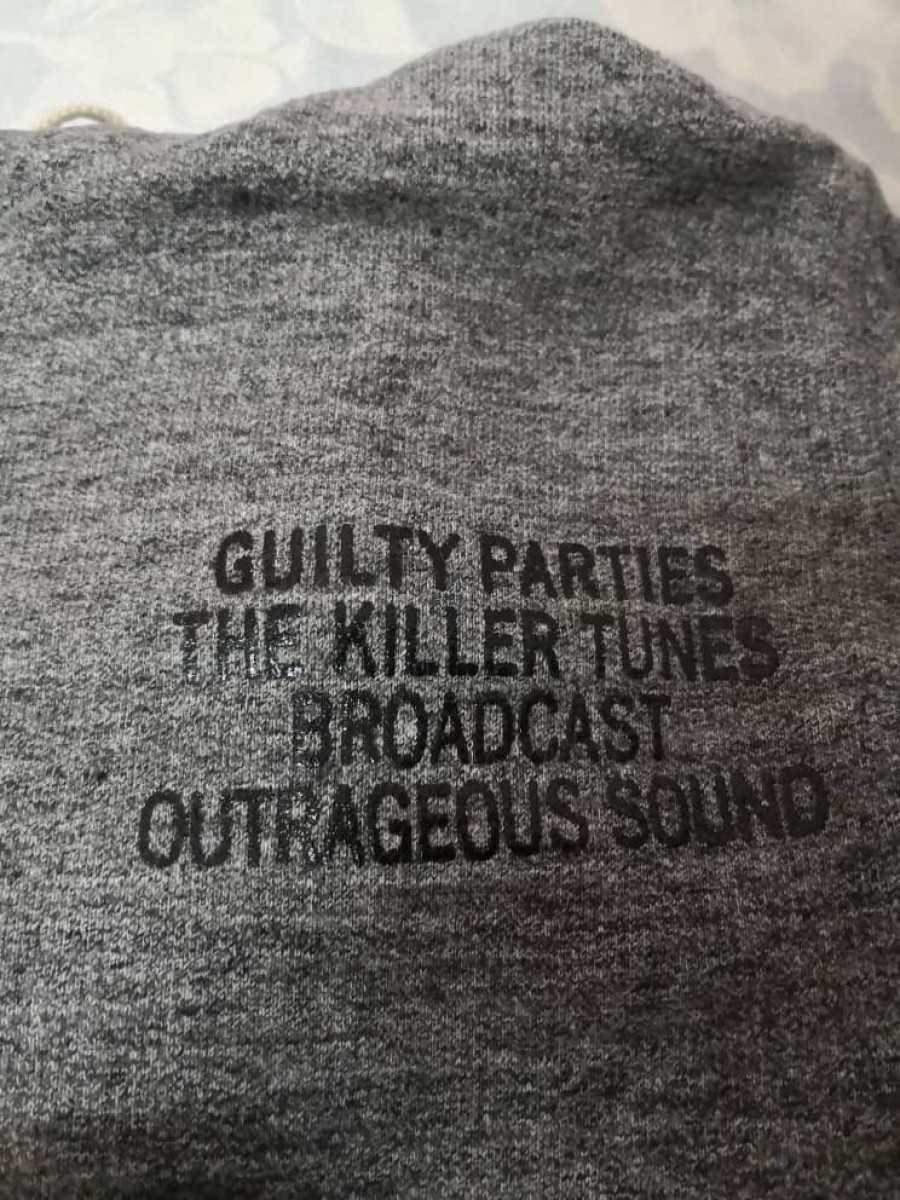 GUILTY PARTIES
THE KILLER TUNES
BROADCAST
OUTRAGEOUS SOUND